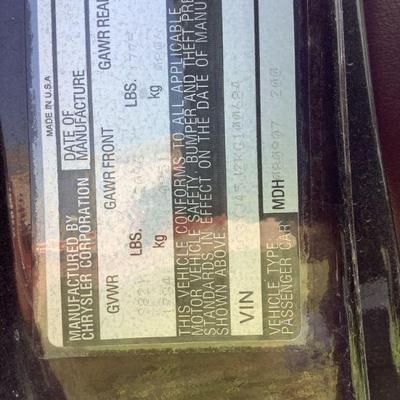 MADE IN U.S.A
MANUFACTURED BY
CHRYSLER CORPORATION
DATE OF
MANUFACTURE
GVWR
GAWR FRONT
GAWR REAR
LBS.
LBS.
kg
kg
THIS VEHICLE CONFORMS TO ALL APPLICABLE
MOTOR VEHICLE SAFETY, BUMPER AND THEFT PRE
STANDARDS IN EFFECT ON THE DATE OF MANU
SHOWN ABOVE.
VIN
VEHICLE TYPE
PASSENGER CAR
MDH
200